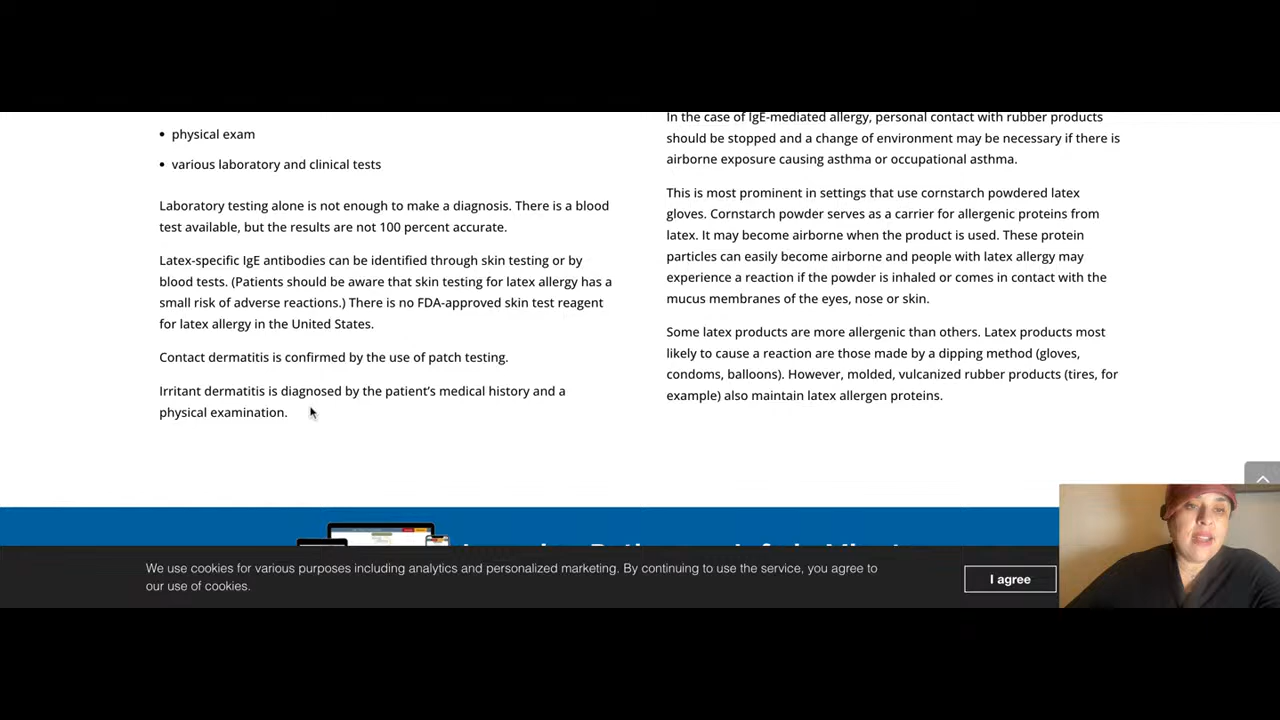 physical exam
various laboratory and clinical tests
Laboratory testing alone is not enough to make a diagnosis. There is a blood
test available, but the results are not 100 percent accurate.
Latex-specific IgE antibodies can be identified through skin testing or by
blood tests. (Patients should be aware that skin testing for latex allergy has a
small risk of adverse reactions.) There is no FDA-approved skin test reagent
for latex allergy in the United States.
Contact dermatitis is confirmed by the use of patch testing.
Irritant dermatitis is diagnosed by the patient’s medical history and a
physical examination.
In the case of IgE-mediated allergy, personal contact with rubber products
should be stopped and a change of environment may be necessary if there is
airborne exposure causing asthma or occupational asthma.
This is most prominent in settings that use cornstarch powdered latex
gloves. Cornstarch powder serves as a carrier for allergenic proteins from
latex. It may become airborne when the product is used. These protein
particles can easily become airborne and people with latex allergy may
experience a reaction if the powder is inhaled or comes in contact with the
mucus membranes of the eyes, nose or skin.
Some latex products are more allergenic than others. Latex products most
likely to cause a reaction are those made by a dipping method (gloves,
condoms, balloons). However, molded, vulcanized rubber products (tires, for
example) also maintain latex allergen proteins.
We use cookies for various purposes including analytics and personalized marketing. By continuing to use the service, you agree to
our use of cookies.
I agree